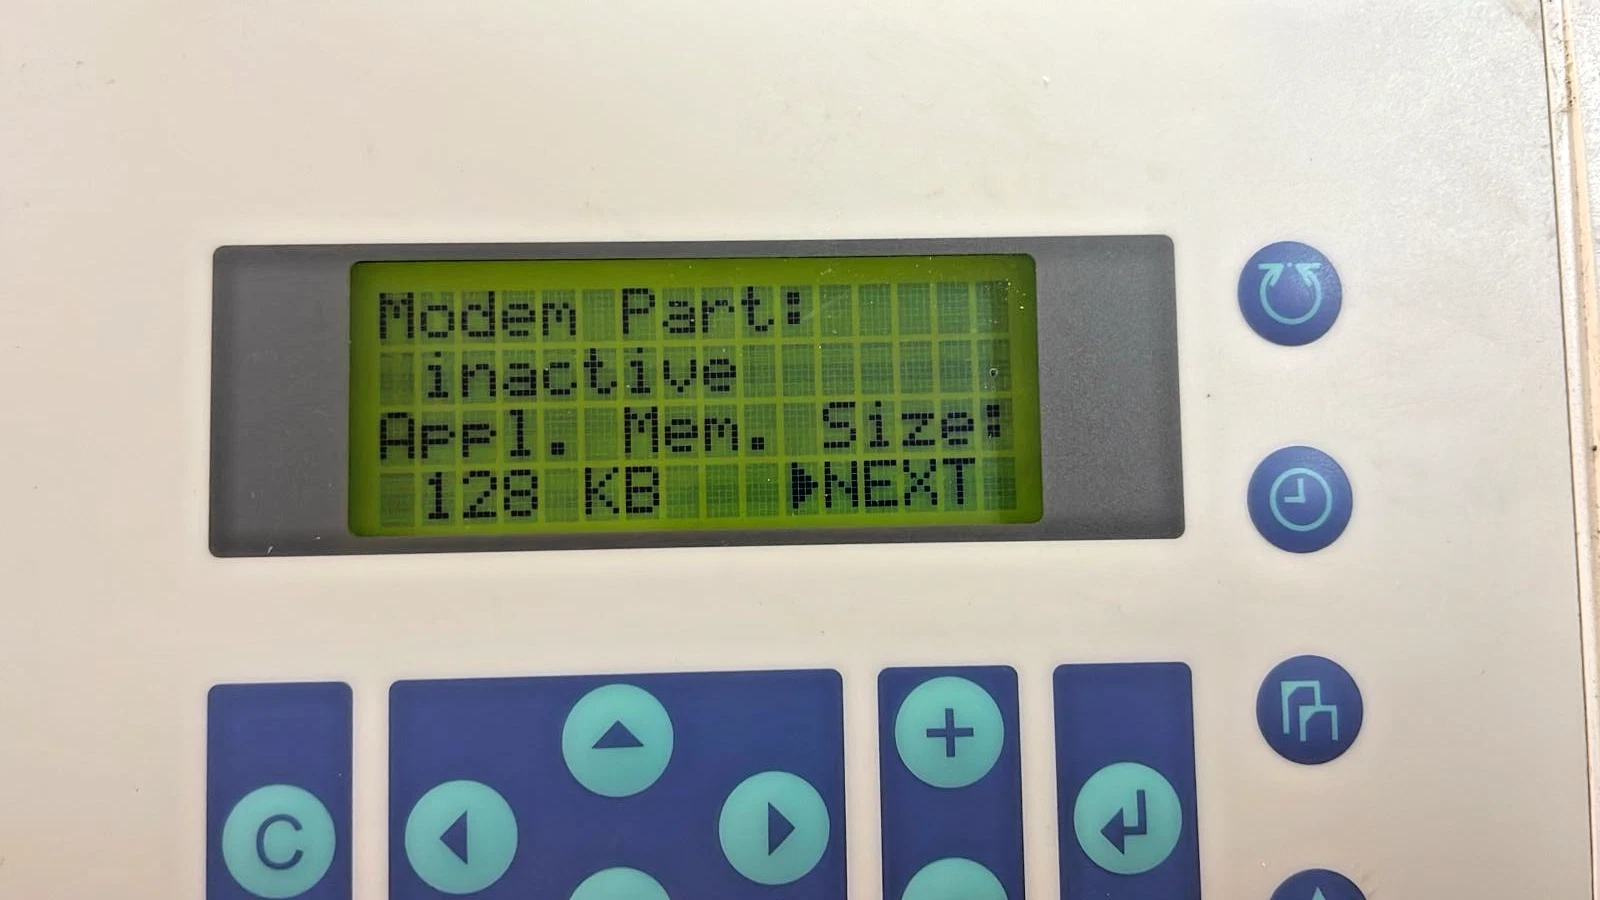 Modem Part:
inactive
Appl. Mem. Size:
128 KB ▶NEXT
C
+